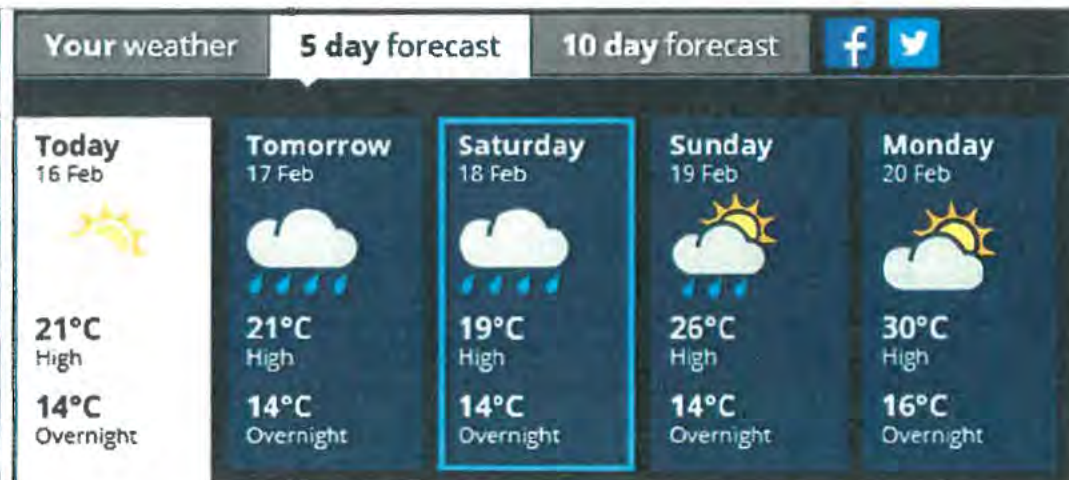 Your weather
5 day forecast
10 day forecast
Today
16 Feb
21°C
High
14°C
Overnight
Tomorrow
17 Feb
21°C
High
14°C
Overnight
Saturday
18 Feb
19°C
High
14°C
Overnight
Sunday
19 Feb
26°C
High
14°C
Overnight
Monday
20 Feb
30°C
High
16°C
Overnight